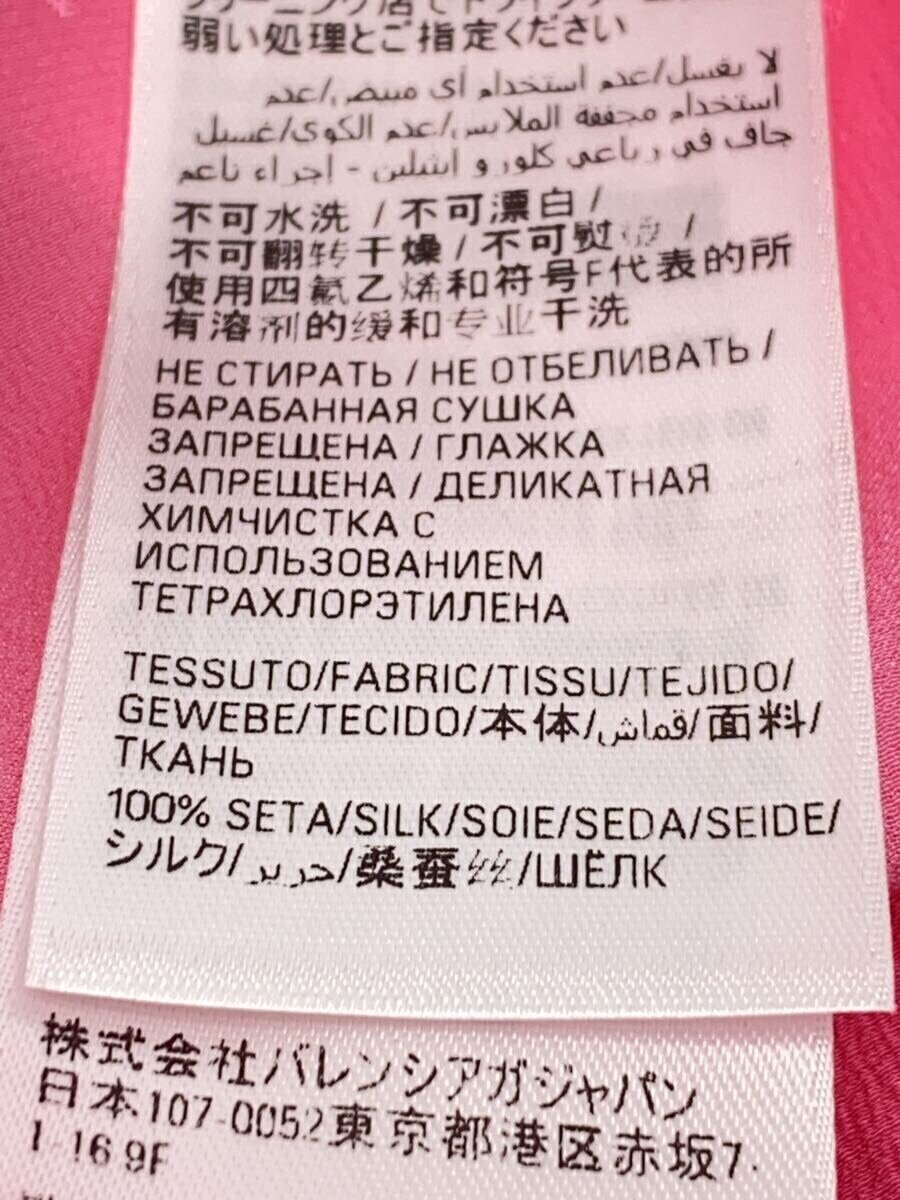 弱い処理とご指定ください
لا يغسل/عدم استخدام أي مبيض/عدم
استخدام مجففة الملابس/عدم الكوى/غسيل
جاف في رباعي كلور و إيثيلين - إجراء ناعم
不可水洗 / 不可漂白 /
不可翻转干燥 / 不可熨烫 /
使用四氯乙烯和符号F代表的所
有溶剂的缓和专业干洗
НЕ СТИРАТЬ / НЕ ОТБЕЛИВАТЬ /
БАРАБАННАЯ СУШКА
ЗАПРЕЩЕНА / ГЛАЖКА
ЗАПРЕЩЕНА / ДЕЛИКАТНАЯ
ХИМЧИСТКА С
ИСПОЛЬЗОВАНИЕМ
ТЕТРАХЛОРЭТИЛЕНА
TESSUTO/FABRIC/TISSU/TEJIDO/
GEWEBE/TECIDO/本体/قماش/面料/
ТКАНЬ
100% SETA/SILK/SOIE/SEDA/SEIDE/
シルク/حرير/桑蚕丝/ШЁЛК
株式会社バレンシアガジャパン
日本107-0052東京都港区赤坂7-
1-16 9F